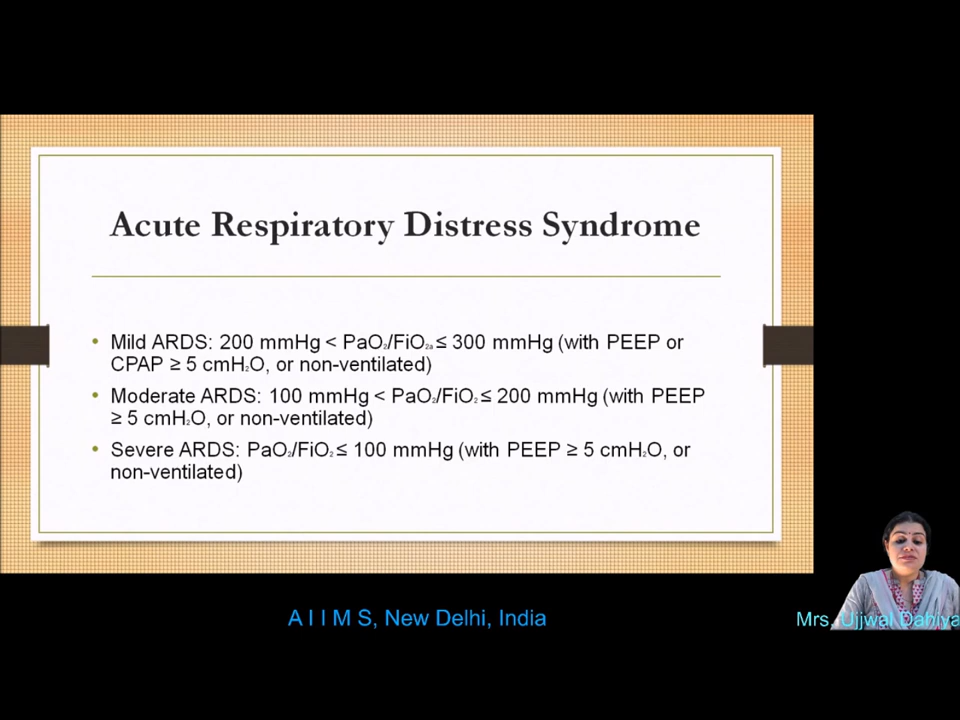 Acute Respiratory Distress Syndrome
• Mild ARDS: 200 mmHg < PaO₂/FiO₂ₐ ≤ 300 mmHg (with PEEP or
CPAP ≥ 5 cmH₂O, or non-ventilated)
• Moderate ARDS: 100 mmHg < PaO₂/FiO₂ ≤ 200 mmHg (with PEEP
≥ 5 cmH₂O, or non-ventilated)
• Severe ARDS: PaO₂/FiO₂ ≤ 100 mmHg (with PEEP ≥ 5 cmH₂O, or
non-ventilated)
A I I M S, New Delhi, India
Mrs. Ujjwal Dahiya